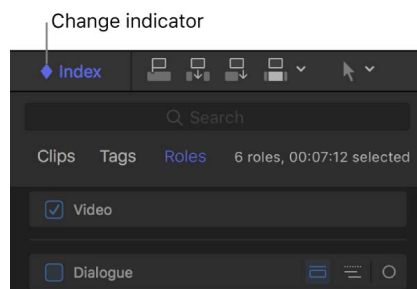 Change indicator
Index
Search
Clips Tags Roles 6 roles, 00:07:12 selected
Video
Dialogue